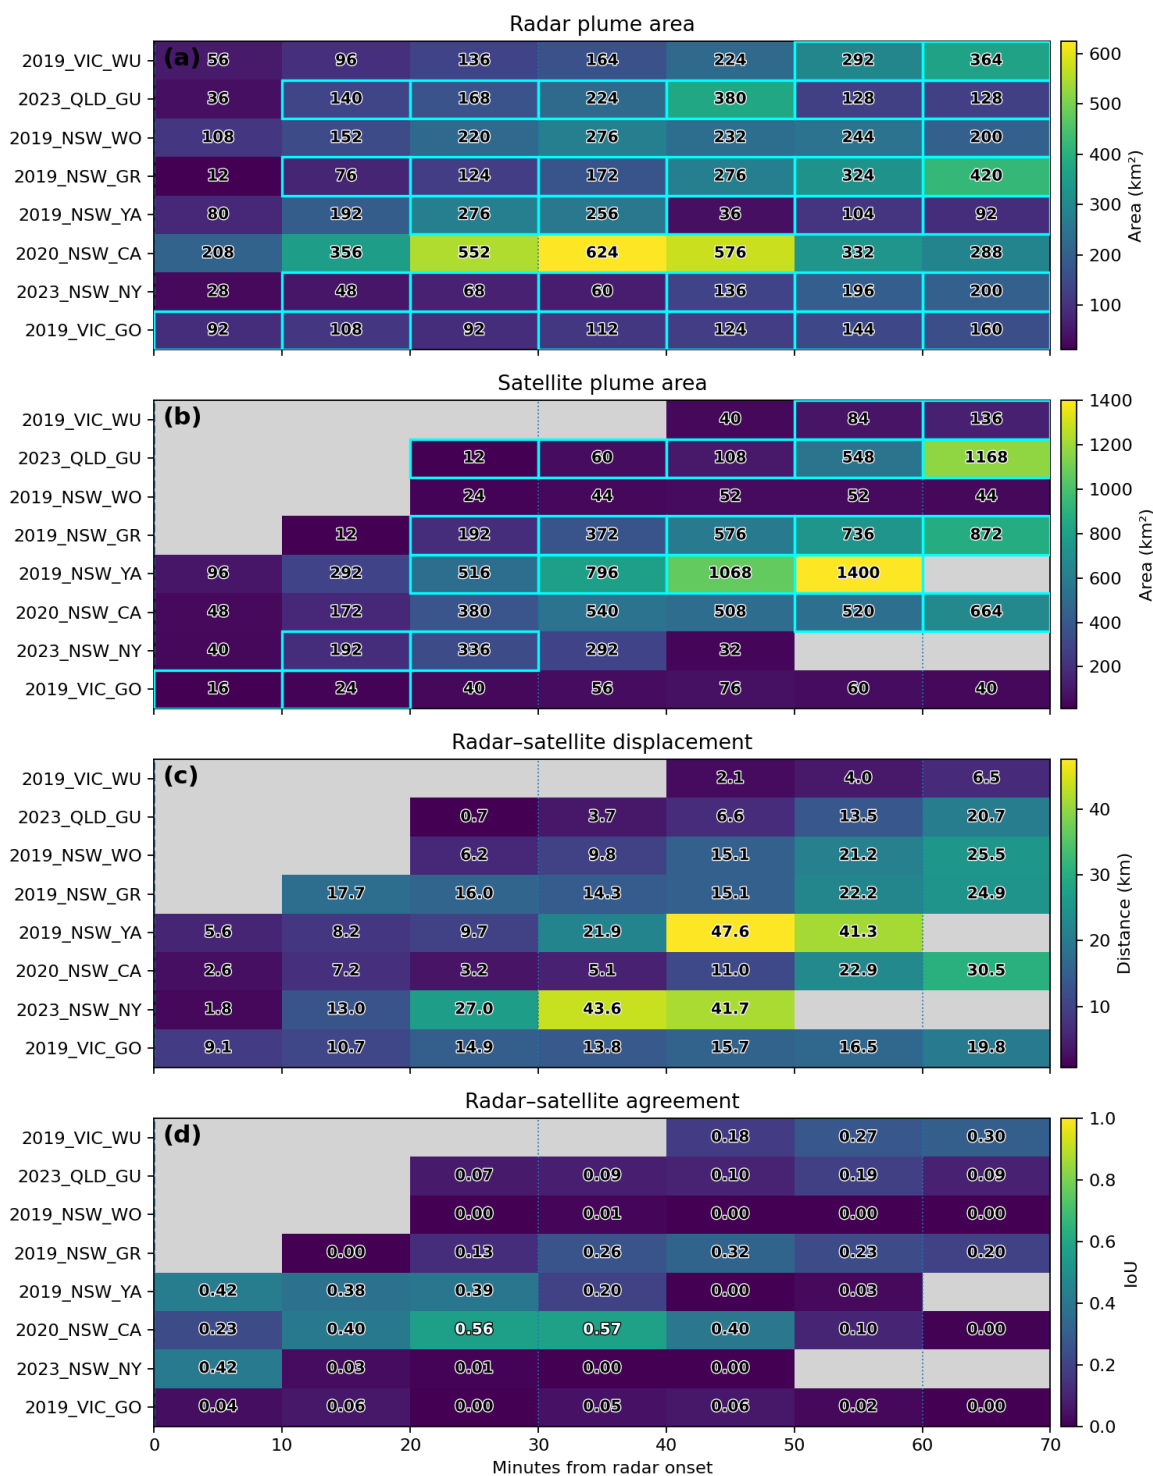 Radar plume area
(a)
2019_VIC_WU 56 96 136 164 224 292 364
2023_QLD_GU 36 140 168 224 380 128 128
2019_NSW_WO 108 152 220 276 232 244 200
2019_NSW_GR 12 76 124 172 276 324 420
2019_NSW_YA 80 192 276 256 36 104 92
2020_NSW_CA 208 356 552 624 576 332 288
2023_NSW_NY 28 48 68 60 136 196 200
2019_VIC_GO 92 108 92 112 124 144 160
600
500
400
300
200
100
Area (km²)
Satellite plume area
(b)
2019_VIC_WU 40 84 136
2023_QLD_GU 12 60 108 548 1168
2019_NSW_WO 24 44 52 52 44
2019_NSW_GR 12 192 372 576 736 872
2019_NSW_YA 96 292 516 796 1068 1400
2020_NSW_CA 48 172 380 540 508 520 664
2023_NSW_NY 40 192 336 292 32
2019_VIC_GO 16 24 40 56 76 60 40
1400
1200
1000
800
600
400
200
Area (km²)
Radar–satellite displacement
(c)
2019_VIC_WU 2.1 4.0 6.5
2023_QLD_GU 0.7 3.7 6.6 13.5 20.7
2019_NSW_WO 6.2 9.8 15.1 21.2 25.5
2019_NSW_GR 17.7 16.0 14.3 15.1 22.2 24.9
2019_NSW_YA 5.6 8.2 9.7 21.9 47.6 41.3
2020_NSW_CA 2.6 7.2 3.2 5.1 11.0 22.9 30.5
2023_NSW_NY 1.8 13.0 27.0 43.6 41.7
2019_VIC_GO 9.1 10.7 14.9 13.8 15.7 16.5 19.8
40
30
20
10
Distance (km)
Radar–satellite agreement
(d)
2019_VIC_WU 0.18 0.27 0.30
2023_QLD_GU 0.07 0.09 0.10 0.19 0.09
2019_NSW_WO 0.00 0.01 0.00 0.00 0.00
2019_NSW_GR 0.00 0.13 0.26 0.32 0.23 0.20
2019_NSW_YA 0.42 0.38 0.39 0.20 0.00 0.03
2020_NSW_CA 0.23 0.40 0.56 0.57 0.40 0.10 0.00
2023_NSW_NY 0.42 0.03 0.01 0.00 0.00
2019_VIC_GO 0.04 0.06 0.00 0.05 0.06 0.02 0.00
1.0
0.8
0.6
0.4
0.2
0.0
IoU
0 10 20 30 40 50 60 70
Minutes from radar onset